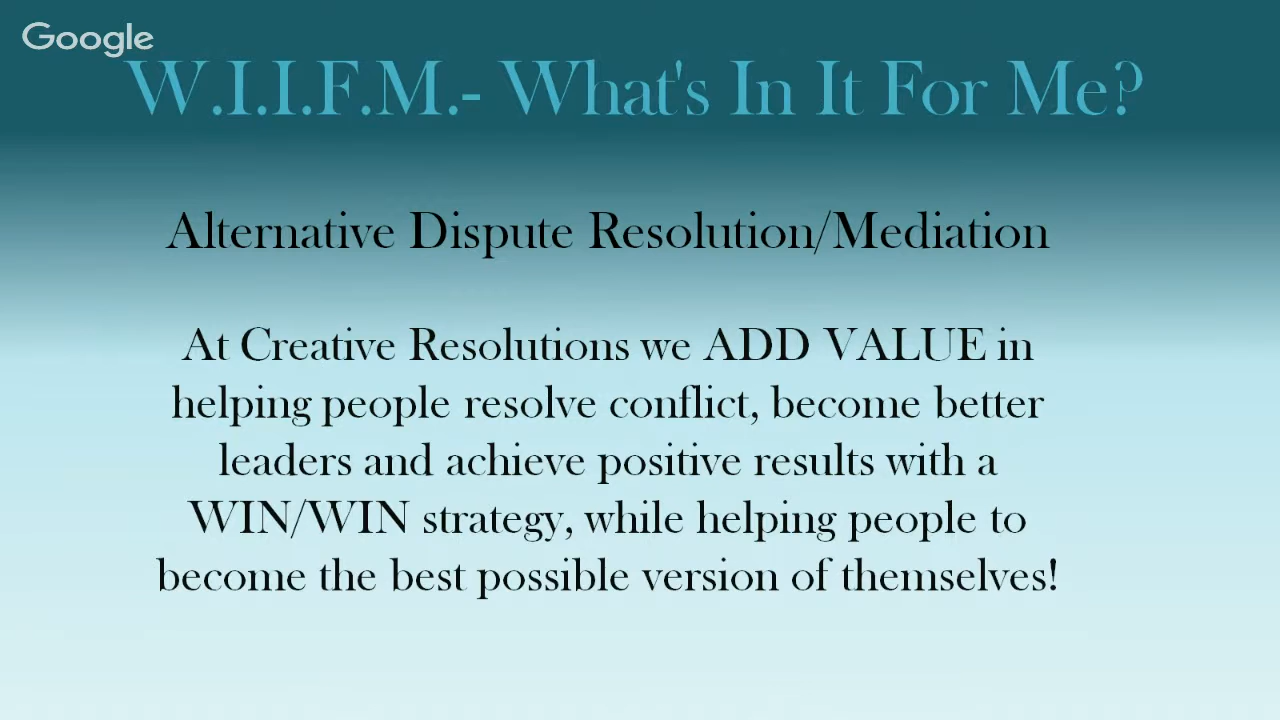 Google
W.I.I.F.M.- What's In It For Me?
Alternative Dispute Resolution/Mediation
At Creative Resolutions we ADD VALUE in
helping people resolve conflict, become better
leaders and achieve positive results with a
WIN/WIN strategy, while helping people to
become the best possible version of themselves!